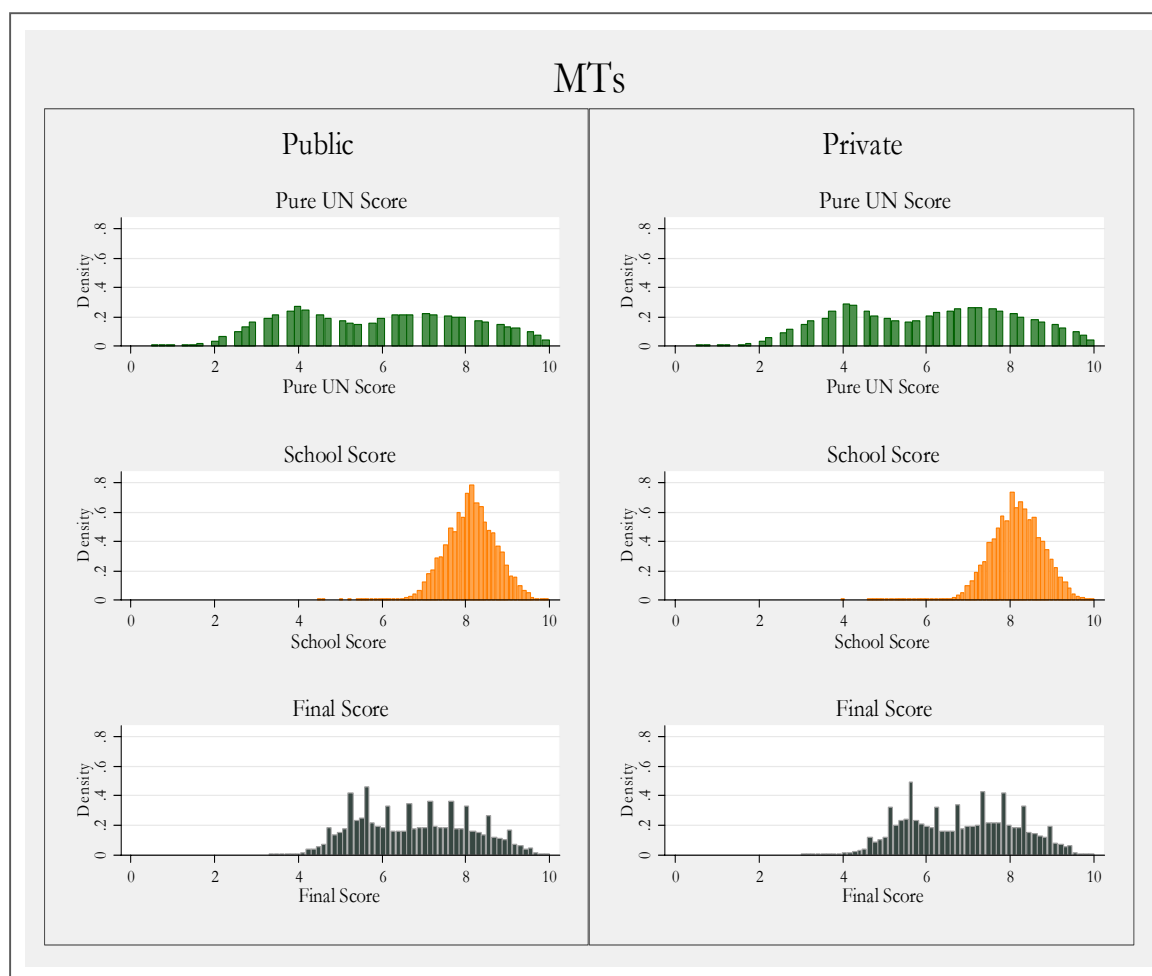 MTs
Public
Pure UN Score
Density
0 .2 .4 .6 .8
0 2 4 6 8 10
Pure UN Score
School Score
Density
0 .2 .4 .6 .8
0 2 4 6 8 10
School Score
Final Score
Density
0 .2 .4 .6 .8
0 2 4 6 8 10
Final Score
Private
Pure UN Score
Density
0 .2 .4 .6 .8
0 2 4 6 8 10
Pure UN Score
School Score
Density
0 .2 .4 .6 .8
0 2 4 6 8 10
School Score
Final Score
Density
0 .2 .4 .6 .8
0 2 4 6 8 10
Final Score